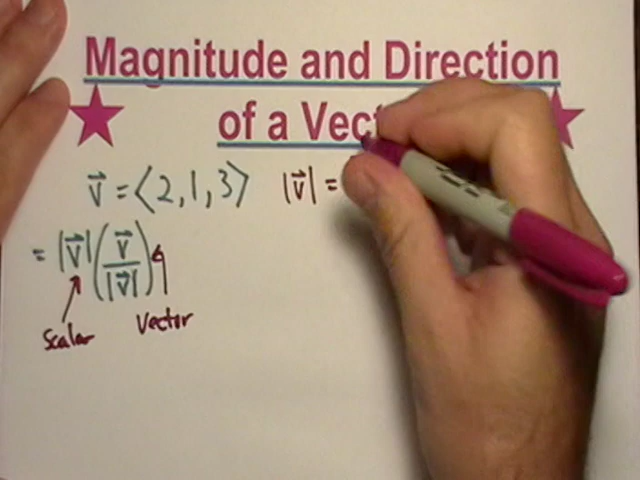 Magnitude and Direction
of a Vect
v⃗ = ⟨2, 1, 3⟩ |v⃗| =
= |v⃗| (v⃗/|v⃗|)
Scalar Vector